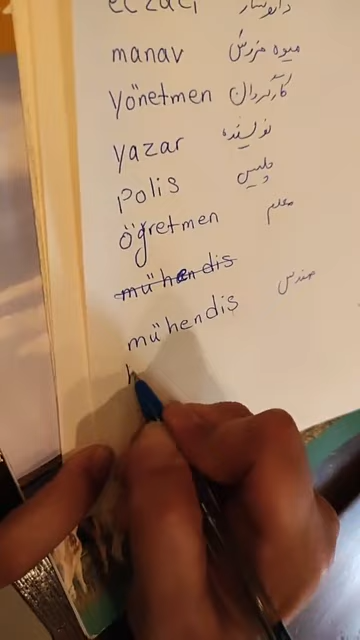 eczacı داروساز
manav میوه فروش
yönetmen کارگردان
yazar نویسنده
polis پلیس
öğretmen معلم
mühendis
mühendis مهندس